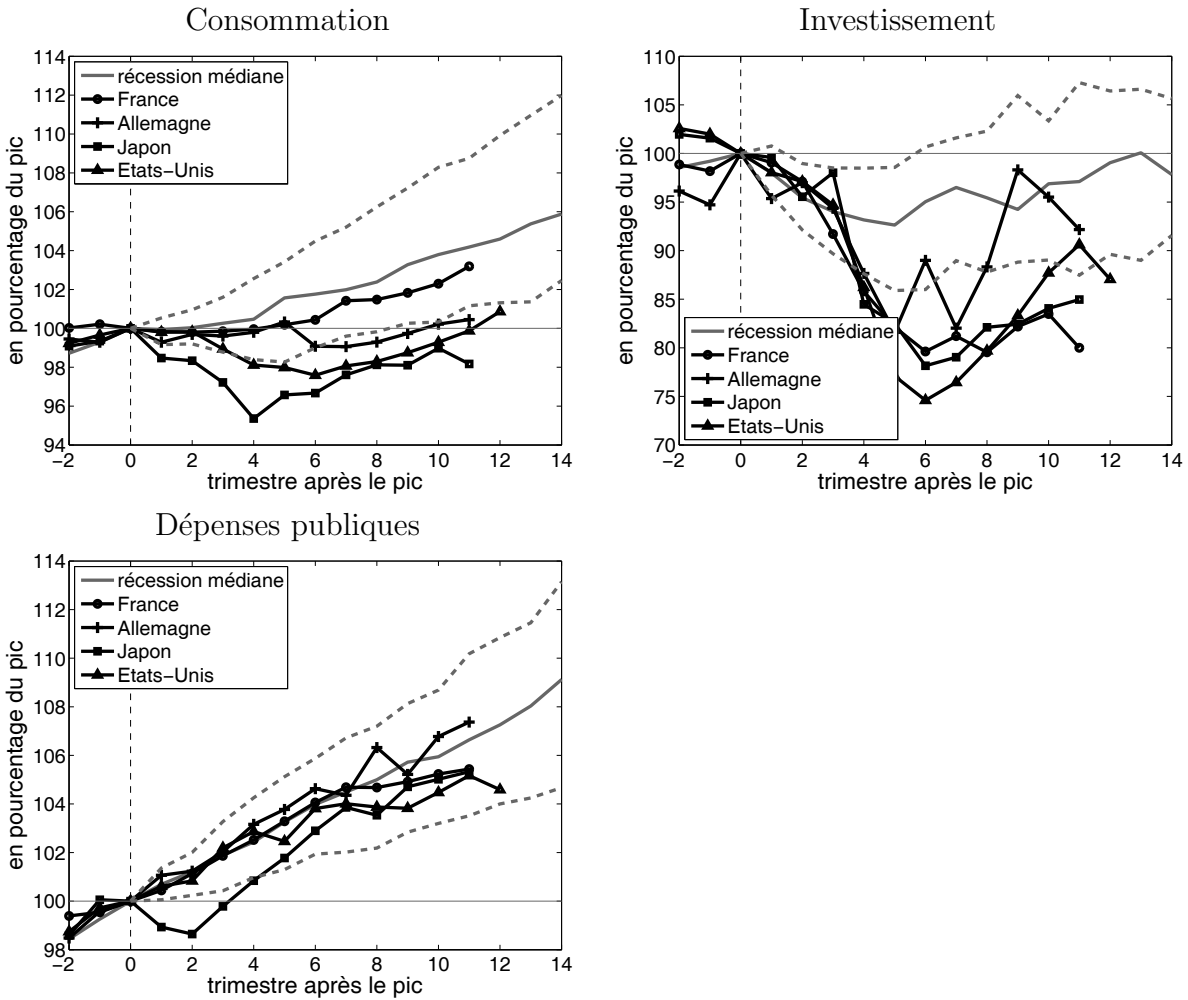 Consommation
en pourcentage du pic
114
112
110
108
106
104
102
100
98
96
94
récession médiane
France
Allemagne
Japon
Etats−Unis
−2 0 2 4 6 8 10 12 14
trimestre après le pic
Investissement
en pourcentage du pic
110
105
100
95
90
85
80
75
70
récession médiane
France
Allemagne
Japon
Etats−Unis
−2 0 2 4 6 8 10 12 14
trimestre après le pic
Dépenses publiques
en pourcentage du pic
114
112
110
108
106
104
102
100
98
récession médiane
France
Allemagne
Japon
Etats−Unis
−2 0 2 4 6 8 10 12 14
trimestre après le pic